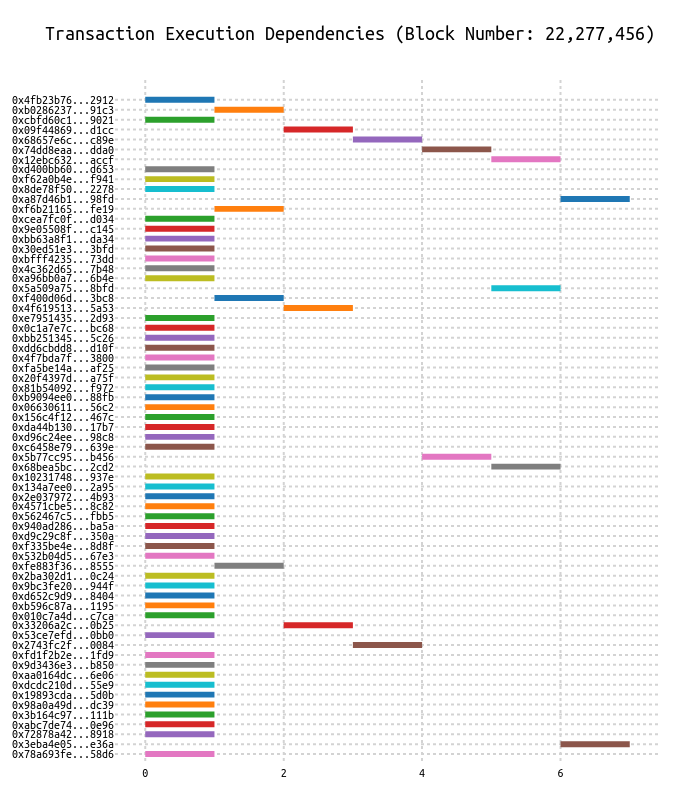 Transaction Execution Dependencies (Block Number: 22,277,456)
0x4fb23b76...2912
0xb0286237...91c3
0xcbfd60c1...9021
0x09f44869...d1cc
0x68657e6c...c89e
0x74dd8eaa...dda0
0x12ebc632...accf
0xd400bb60...d653
0xf62a0b4e...f941
0x8de78f50...2278
0xa87d46b1...98fd
0xf6b21165...fe19
0xcea7fc0f...d034
0x9e05508f...c145
0xbb63a8f1...da34
0x30ed51e3...3bfd
0xbfff4235...73dd
0x4c362d65...7b48
0xa96bb0a7...6b4e
0x5a509a75...8bfd
0xf400d06d...3bc8
0x4f619513...5a53
0xe7951435...2d93
0x0c1a7e7c...bc68
0xbb251345...5c26
0xdd6cbdd8...d10f
0x4f7bda7f...3800
0xfa5be14a...af25
0x20f4397d...a75f
0x81b54092...f972
0xb9094ee0...88fb
0x06630611...56c2
0x156c4f12...467c
0xda44b130...17b7
0xd96c24ee...98c8
0xc6458e79...639e
0x5b77cc95...b456
0x68bea5bc...2cd2
0x10231748...937e
0x134a7ee0...2a95
0x2e037972...4b93
0x4571cbe5...8c82
0x562467c5...fbb5
0x940ad286...ba5a
0xd9c29c8f...350a
0xf335be4e...8d8f
0x532b04d5...67e3
0xfe883f36...8555
0x2ba302d1...0c24
0x9bc3fe20...944f
0xd652c9d9...8404
0xb596c87a...1195
0x010c7a4d...c7ca
0x33206a2c...0b25
0x53ce7efd...0bb0
0x2743fc2f...0084
0xfd1f2b2e...1fd9
0x9d3436e3...b850
0xaa0164dc...6e06
0xdcdc210d...55e9
0x19893cda...5d0b
0x98a0a49d...dc39
0x3b164c97...111b
0xabc7de74...0e96
0x72878a42...8918
0x3eba4e05...e36a
0x78a693fe...58d6
0 2 4 6